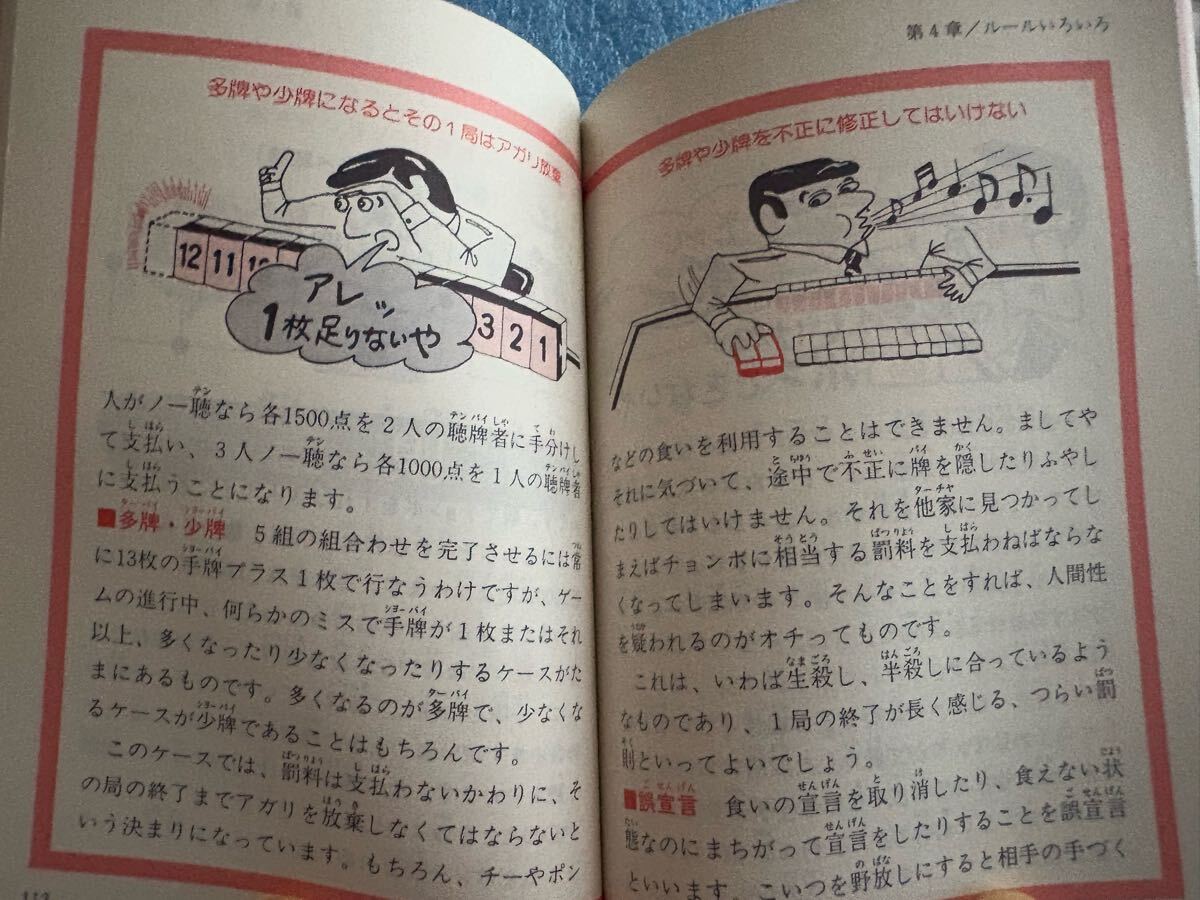 多牌や少牌になるとその1局はアガリ放棄
12 11
アレッ
1枚足りないや
3 2 1
人がノー聴なら各1500点を2人の聴牌者に手分けし
て支払い、3人ノー聴なら各1000点を1人の聴牌者
に支払うことになります。
■多牌・少牌 5組の組合わせを完了させるには常
に13枚の手牌プラス1枚で行なうわけですが、ゲー
ムの進行中、何らかのミスで手牌が1枚またはそれ
以上、多くなったり少なくなったりするケースがた
まにあるものです。多くなるのが多牌で、少なくな
るケースが少牌であることはもちろんです。
このケースでは、罰料は支払わないかわりに、そ
の局の終了までアガリを放棄しなくてはならないと
いう決まりになっています。もちろん、チーやポン
第4章/ルールいろいろ
多牌や少牌を不正に修正してはいけない
などの食いを利用することはできません。ましてや
それに気づいて、途中で不正に牌を隠したりふやし
たりしてはいけません。それを他家に見つかってし
まえばチョンボに相当する罰料を支払わねばならな
くなってしまいます。そんなことをすれば、人間性
を疑われるのがオチってものです。
これは、いわば生殺し、半殺しに合っているよう
なものであり、1局の終了が長く感じる、つらい罰
則といってよいでしょう。
■誤宣言 食いの宣言を取り消したり、食えない状
態なのにまちがって宣言をしたりすることを誤宣言
といいます。こいつを野放しにすると相手の手づく